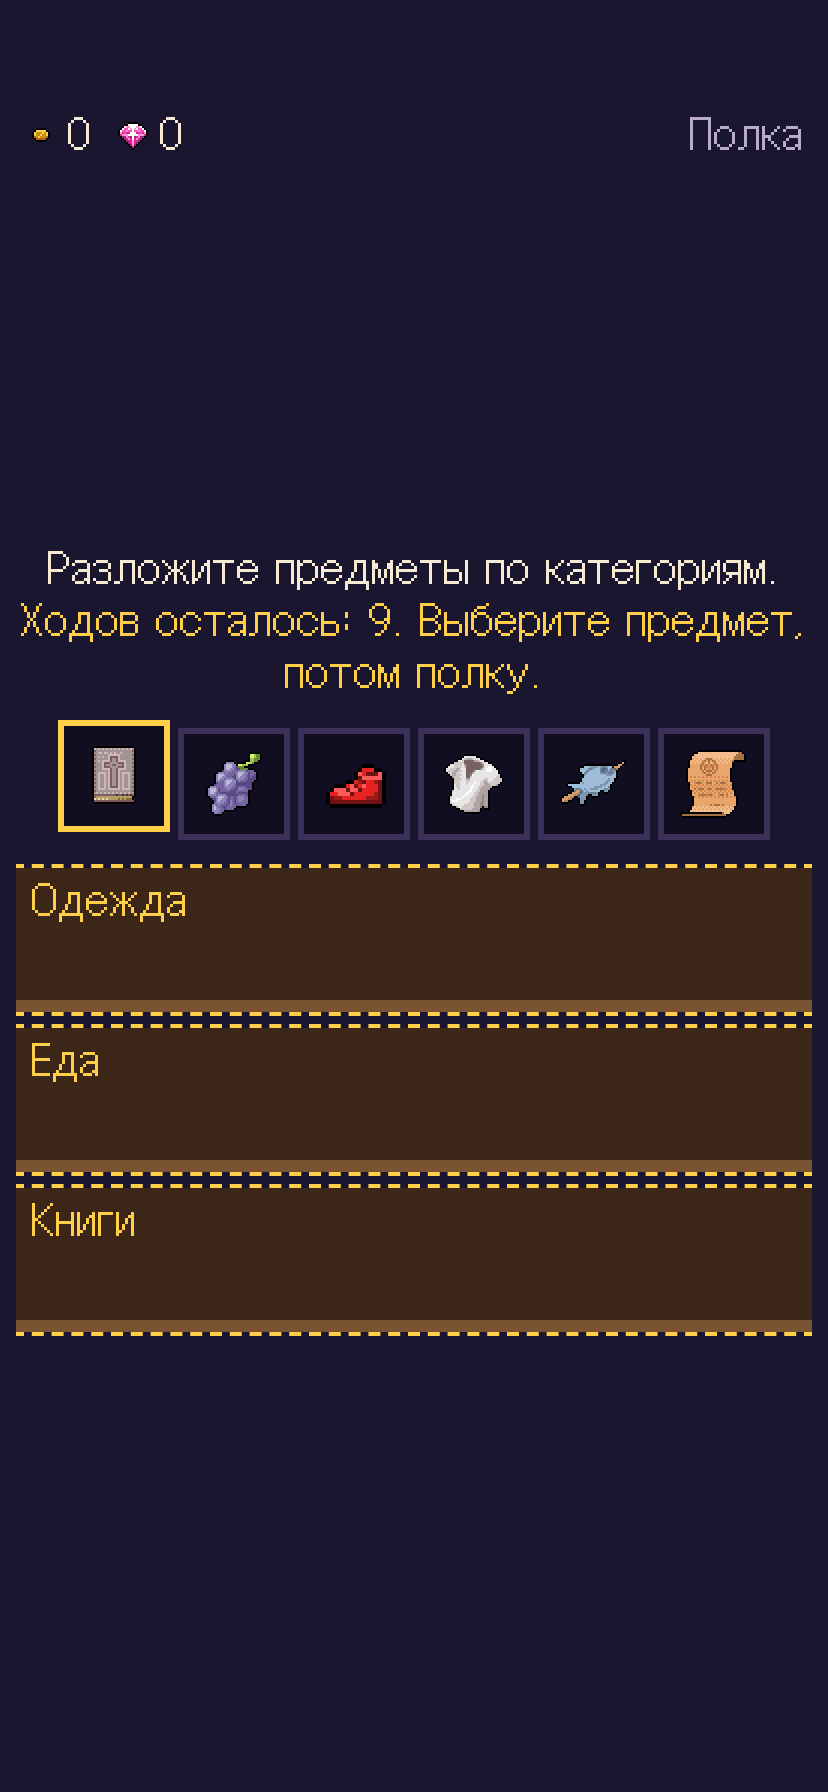 0 0 Полка
Разложите предметы по категориям.
Ходов осталось: 9. Выберите предмет,
потом полку.
Одежда
Еда
Книги